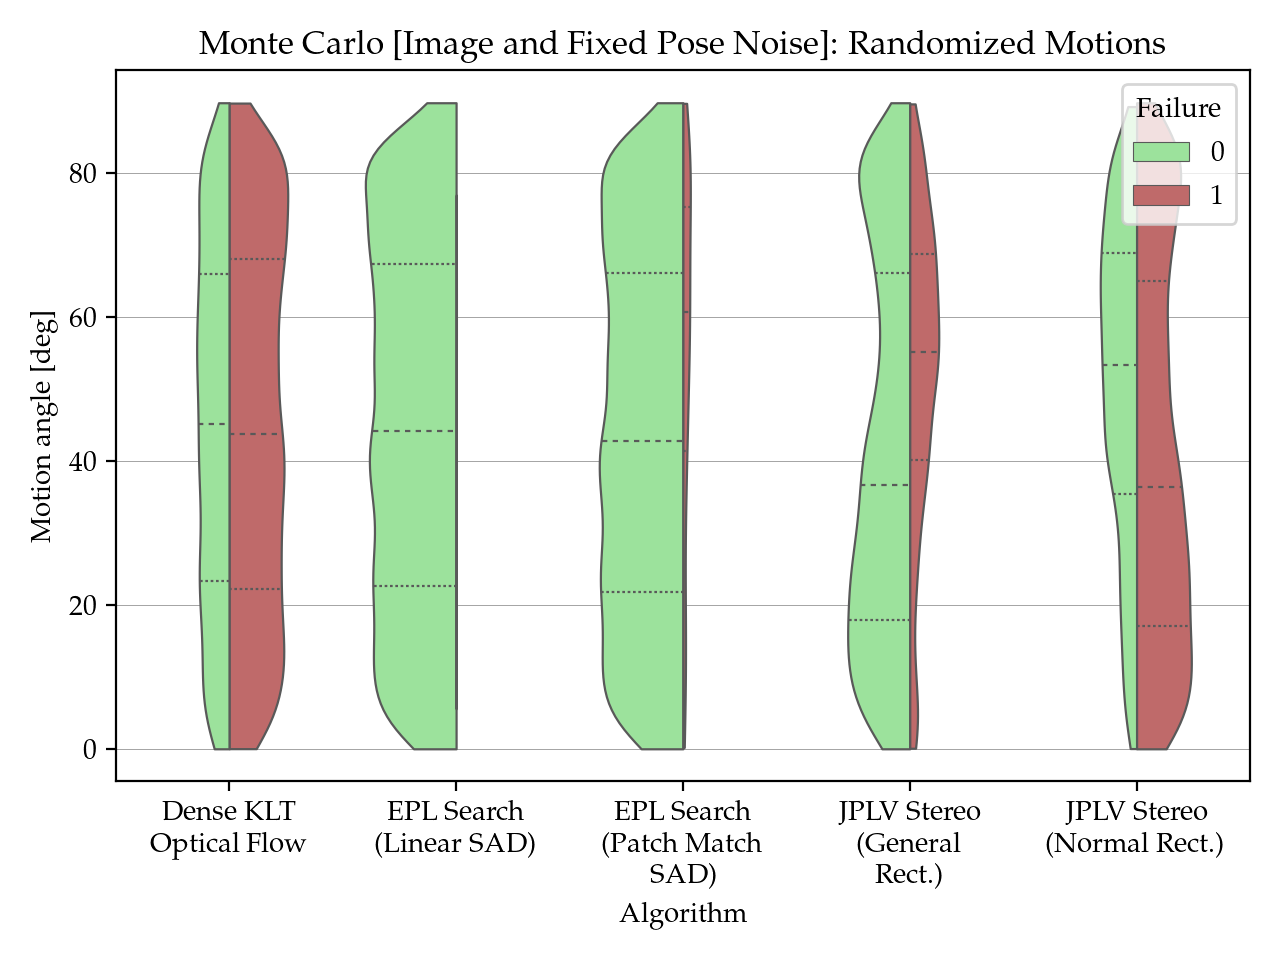 Monte Carlo [Image and Fixed Pose Noise]: Randomized Motions
Failure
0
1
80
60
40
20
0
Motion angle [deg]
Dense KLT
Optical Flow
EPL Search
(Linear SAD)
EPL Search
(Patch Match
SAD)
JPLV Stereo
(General
Rect.)
JPLV Stereo
(Normal Rect.)
Algorithm